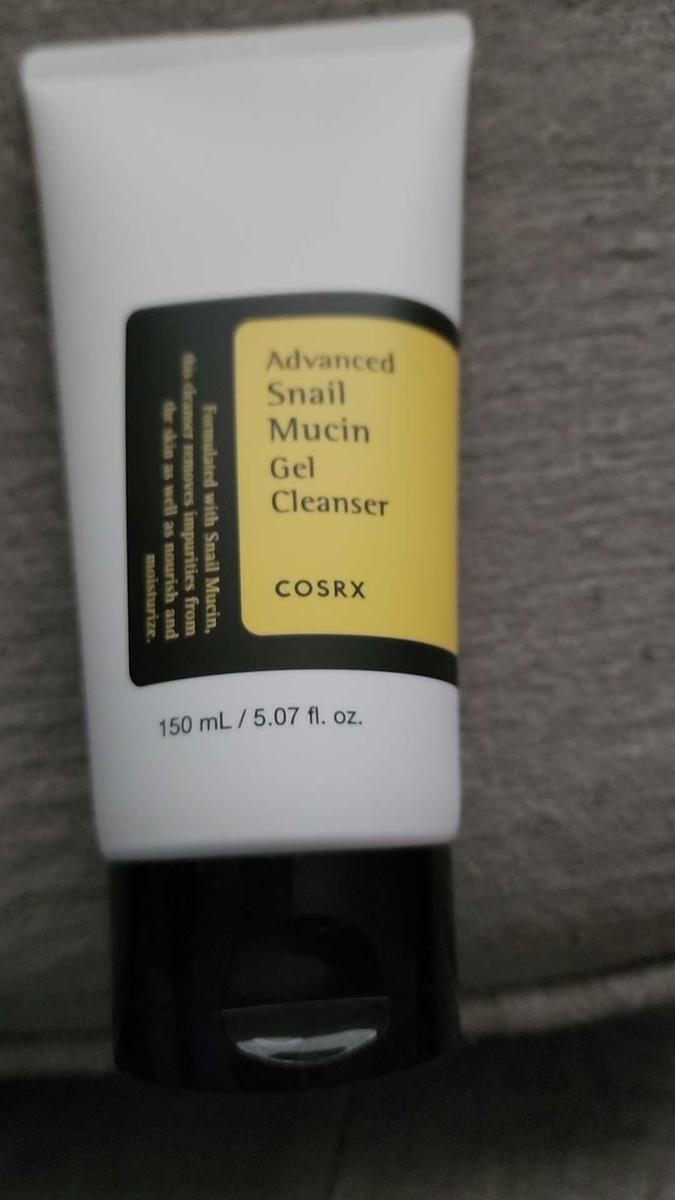 Advanced
Snail
Mucin
Gel
Cleanser
COSRX
Formulated with Snail Mucin,
this cleanser removes impurities from
the skin as well as nourish and
moisturize.
150 mL / 5.07 fl. oz.